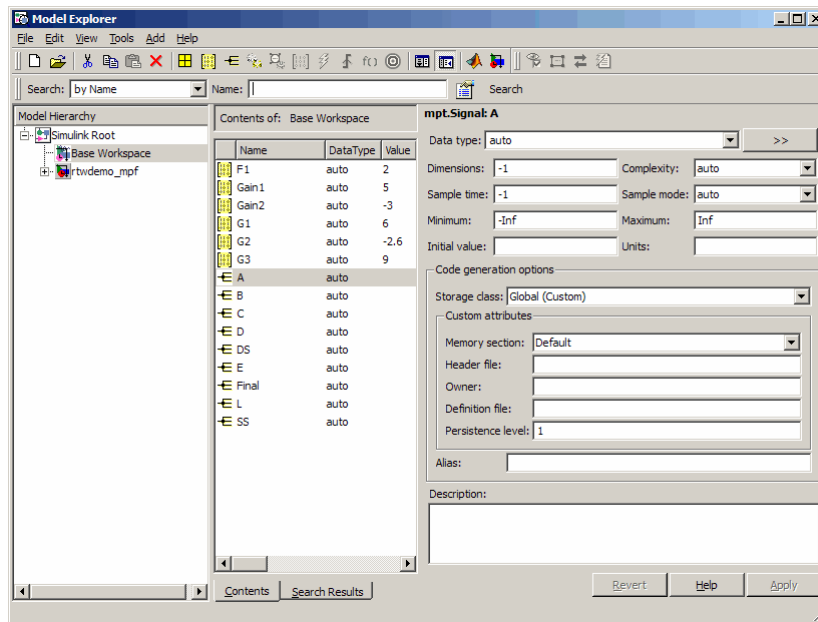 Model Explorer
File Edit View Tools Add Help
Search: by Name Name: Search
Model Hierarchy
Simulink Root
Base Workspace
rtwdemo_mpf
Contents of: Base Workspace
Name DataType Value
F1 auto 2
Gain1 auto 5
Gain2 auto -3
G1 auto 6
G2 auto -2.6
G3 auto 9
A auto
B auto
C auto
D auto
DS auto
E auto
Final auto
L auto
SS auto
Contents Search Results
mpt.Signal: A
Data type: auto >>
Dimensions: -1 Complexity: auto
Sample time: -1 Sample mode: auto
Minimum: -Inf Maximum: Inf
Initial value: Units:
Code generation options
Storage class: Global (Custom)
Custom attributes
Memory section: Default
Header file:
Owner:
Definition file:
Persistence level: 1
Alias:
Description:
Revert Help Apply